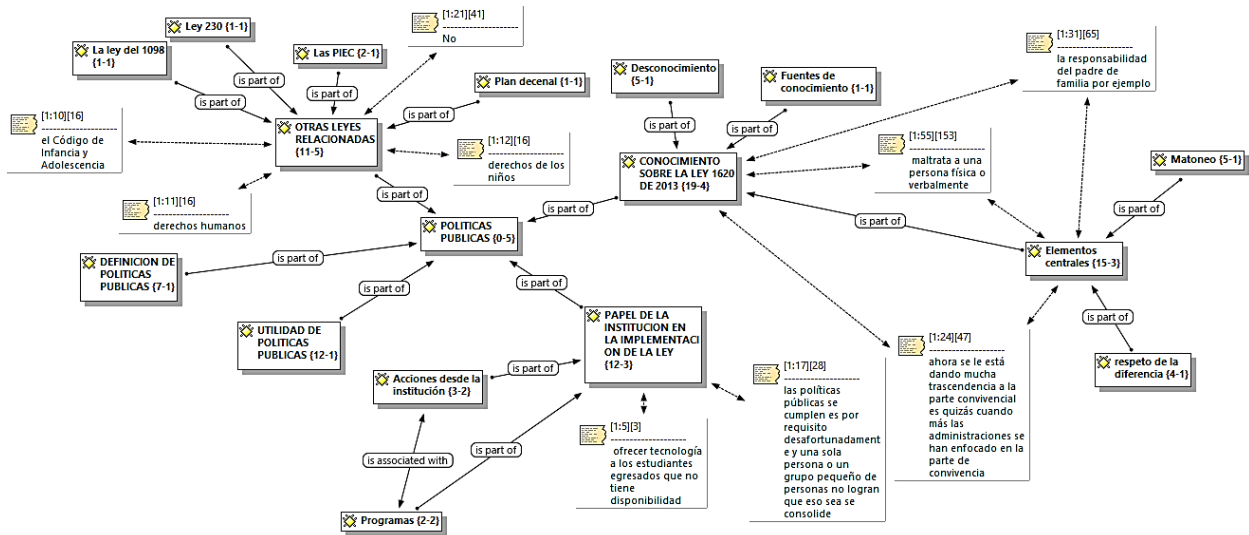 Ley 230 {1-1}
La ley del 1098
{1-1}
Las PIEC {2-1}
[1:21][41]
No
Plan decenal {1-1}
is part of
is part of
is part of
is part of
[1:10][16]
el Código de
Infancia y
Adolescencia
OTRAS LEYES
RELACIONADAS
{11-5}
[1:12][16]
derechos de los
niños
[1:11][16]
derechos humanos
is part of
Desconocimiento
{5-1}
Fuentes de
conocimiento {1-1}
is part of
is part of
[1:31][65]
la responsabilidad
del padre de
familia por ejemplo
CONOCIMIENTO
SOBRE LA LEY 1620
DE 2013 {19-4}
[1:55][153]
maltrata a una
persona física o
verbalmente
Matoneo {5-1}
is part of
is part of
is part of
POLITICAS
PUBLICAS {0-5}
Elementos
centrales {15-3}
DEFINICION DE
POLITICAS
PUBLICAS {7-1}
is part of
is part of
is part of
is part of
UTILIDAD DE
POLITICAS
PUBLICAS {12-1}
PAPEL DE LA
INSTITUCION EN
LA IMPLEMENTACI
ON DE LA LEY
{12-3}
[1:24][47]
ahora se le está
dando mucha
trascendencia a la
parte convivencial
es quizás cuando
más las
administraciones se
han enfocado en la
parte de
convivencia
respeto de la
diferencia {4-1}
Acciones desde la
institución {3-2}
is part of
[1:17][28]
las políticas
públicas se
cumplen es por
requisito
desafortunadament
e y una sola
persona o un
grupo pequeño de
personas no logran
que eso sea se
consolide
[1:5][3]
ofrecer tecnología
a los estudiantes
egresados que no
tiene
disponibilidad
is associated with
is part of
Programas {2-2}